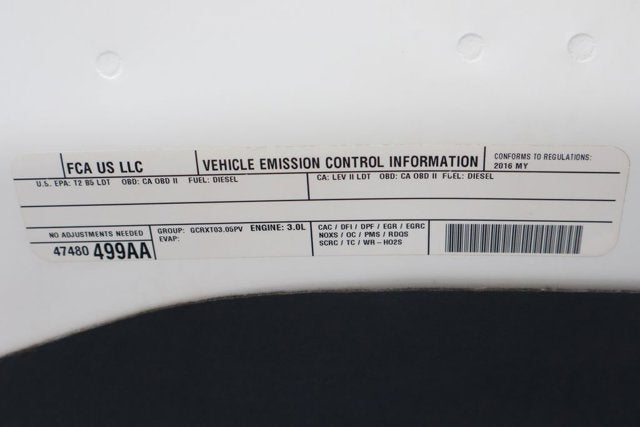 FCA US LLC
VEHICLE EMISSION CONTROL INFORMATION
CONFORMS TO REGULATIONS:
2016 MY
U.S. EPA: T2 B5 LDT OBD: CA OBD II FUEL: DIESEL
CA: LEV II LDT OBD: CA OBD II FUEL: DIESEL
NO ADJUSTMENTS NEEDED
47480 499AA
GROUP: GCRXT03.05PV ENGINE: 3.0L
EVAP:
CAC / DFI / DPF / EGR / EGRC
NOXS / OC / PMS / RDQS
SCRC / TC / WR - HO2S